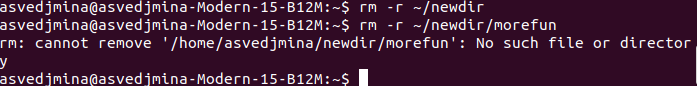 asvedjmina@asvedjmina-Modern-15-B12M:~$ rm -r ~/newdir
asvedjmina@asvedjmina-Modern-15-B12M:~$ rm -r ~/newdir/morefun
rm: cannot remove '/home/asvedjmina/newdir/morefun': No such file or director
y
asvedjmina@asvedjmina-Modern-15-B12M:~$